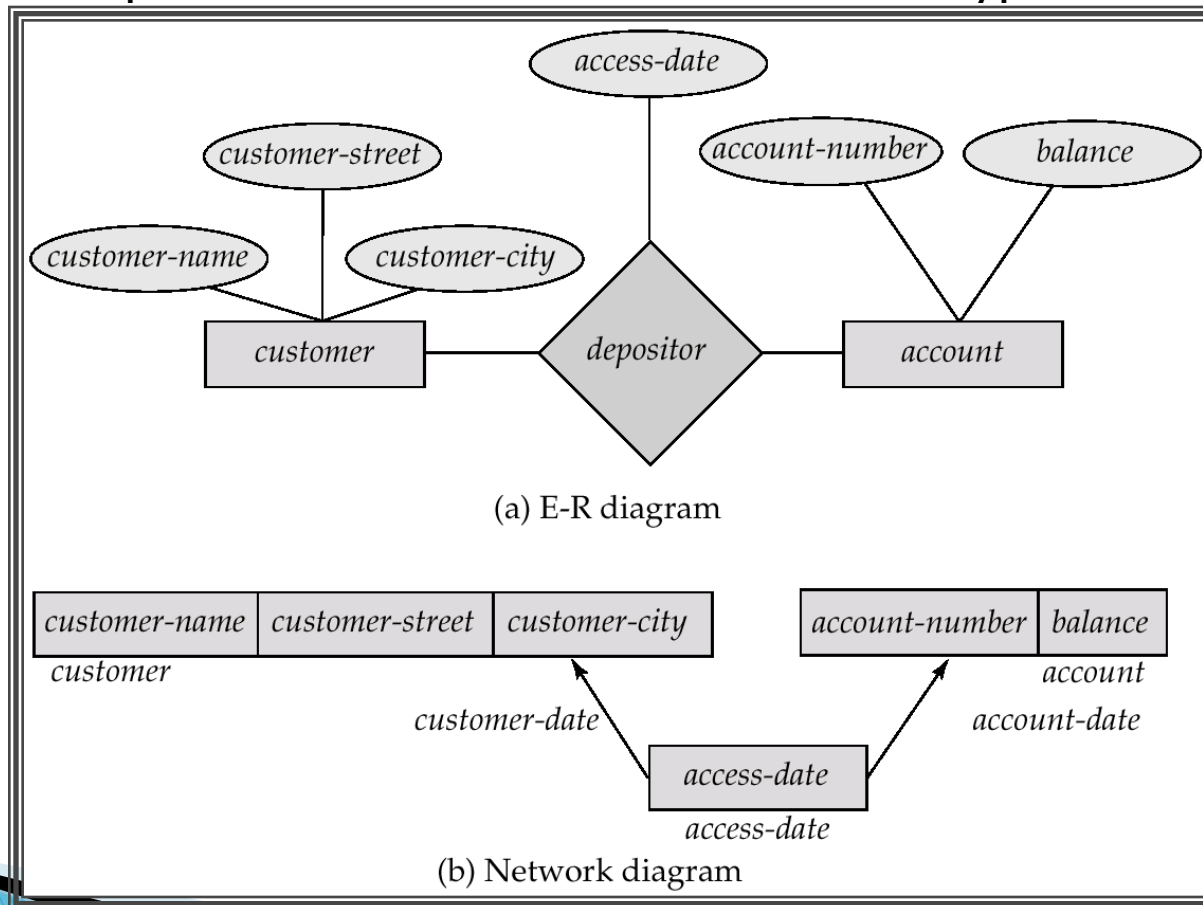 access-date
customer-street
account-number
balance
customer-name
customer-city
customer
depositor
account
(a) E-R diagram
customer-name customer-street customer-city
account-number balance
customer
account
customer-date
account-date
access-date
access-date
(b) Network diagram